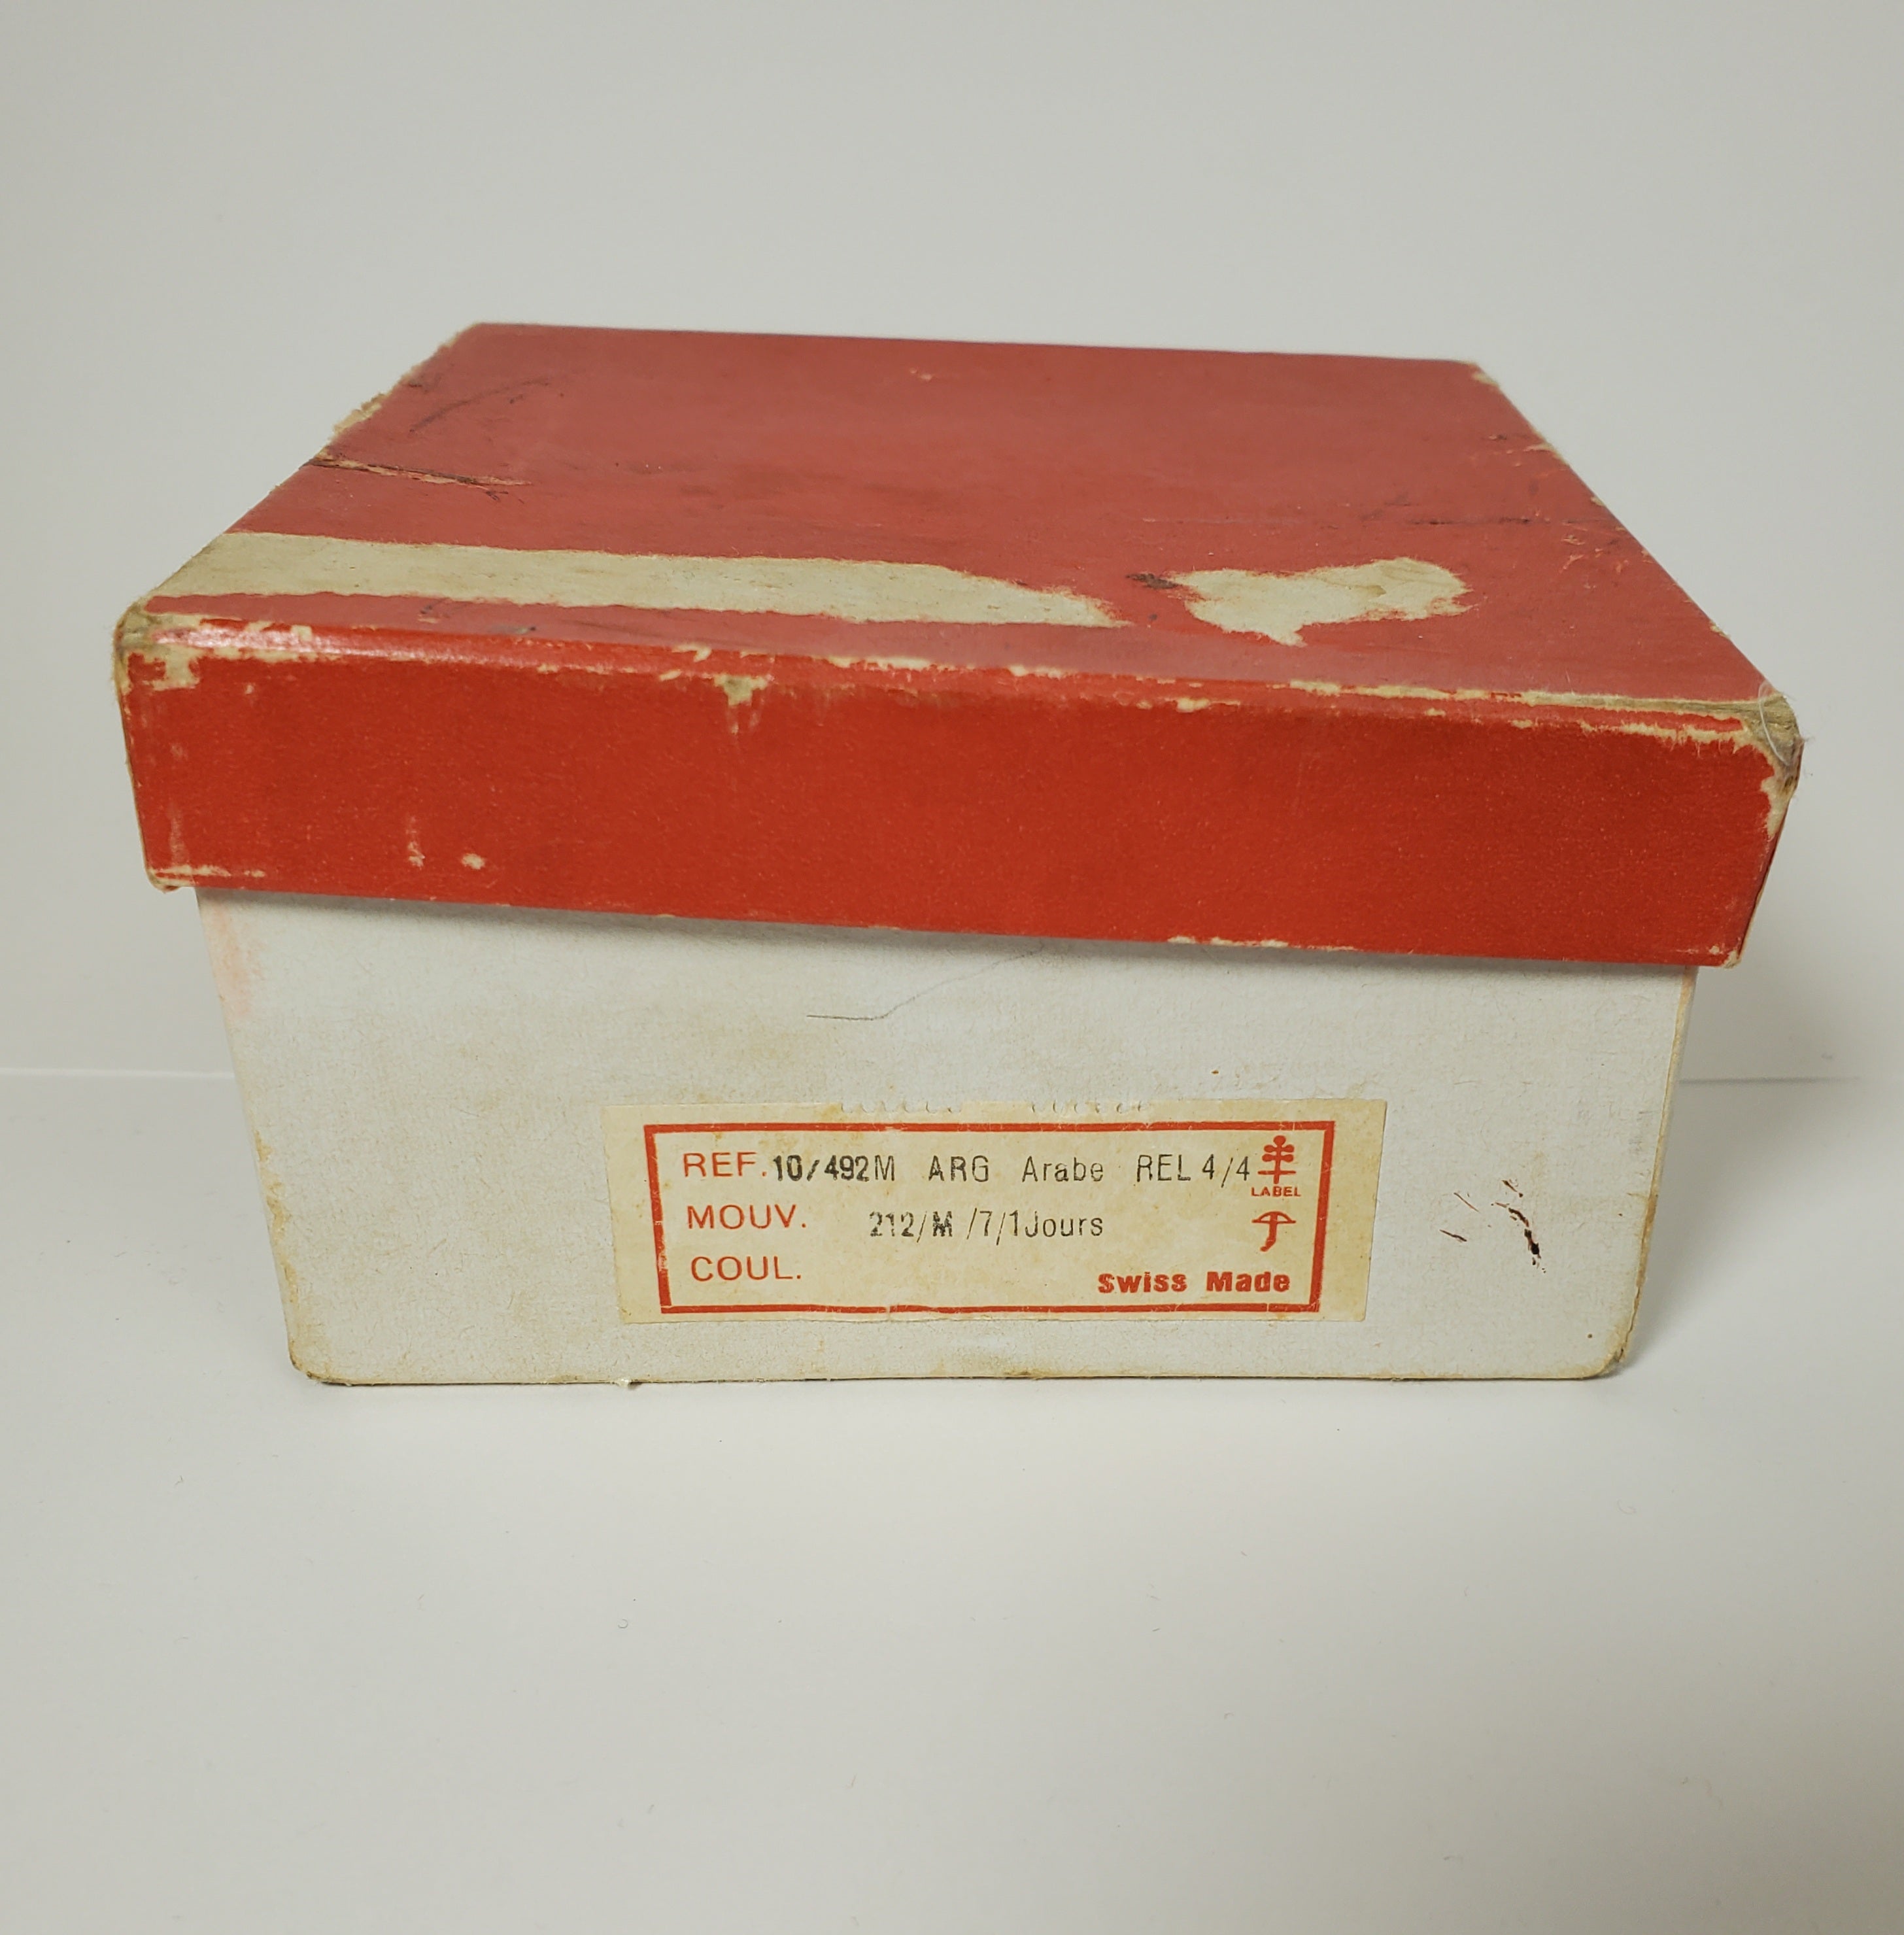 REF. 10/492M ARG Arabe REL 4/4
LABEL
MOUV. 212/M /7/1Jours
COUL.
Swiss Made